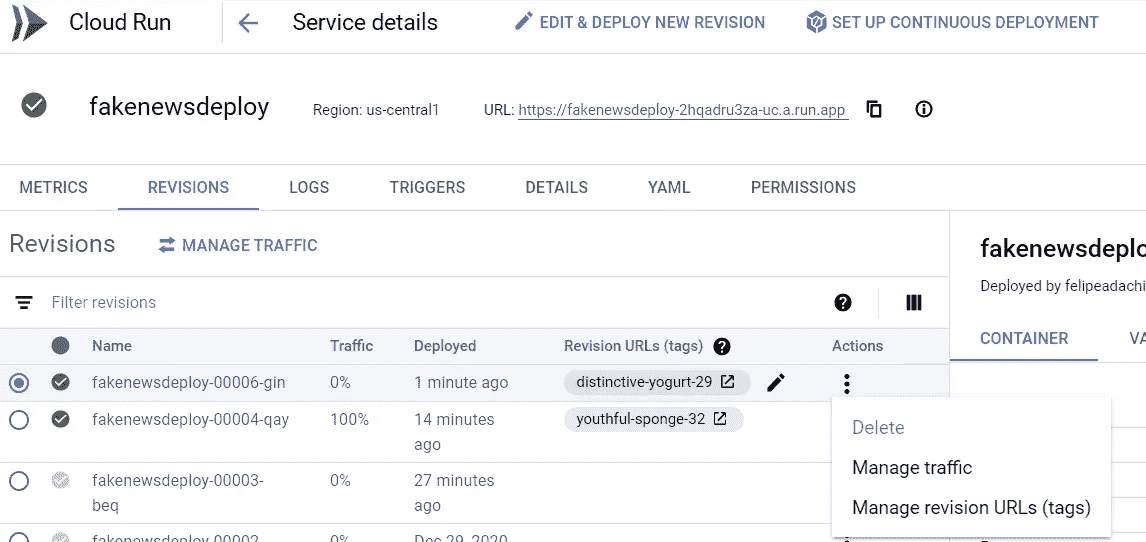 Cloud Run
Service details
EDIT & DEPLOY NEW REVISION
SET UP CONTINUOUS DEPLOYMENT
fakenewsdeploy
Region: us-central1
URL: https://fakenewsdeploy-2hqadru3za-uc.a.run.app
METRICS
REVISIONS
LOGS
TRIGGERS
DETAILS
YAML
PERMISSIONS
Revisions
MANAGE TRAFFIC
fakenewsdeplo
Deployed by felipeadachi
Filter revisions
CONTAINER
VA
Name
Traffic
Deployed
Revision URLs (tags)
Actions
fakenewsdeploy-00006-gin
0%
1 minute ago
distinctive-yogurt-29
fakenewsdeploy-00004-qay
100%
14 minutes
ago
youthful-sponge-32
Delete
Manage traffic
Manage revision URLs (tags)
fakenewsdeploy-00003-
beq
0%
27 minutes
ago
fakenewsdeploy-00002
0%
Dec 29, 2020